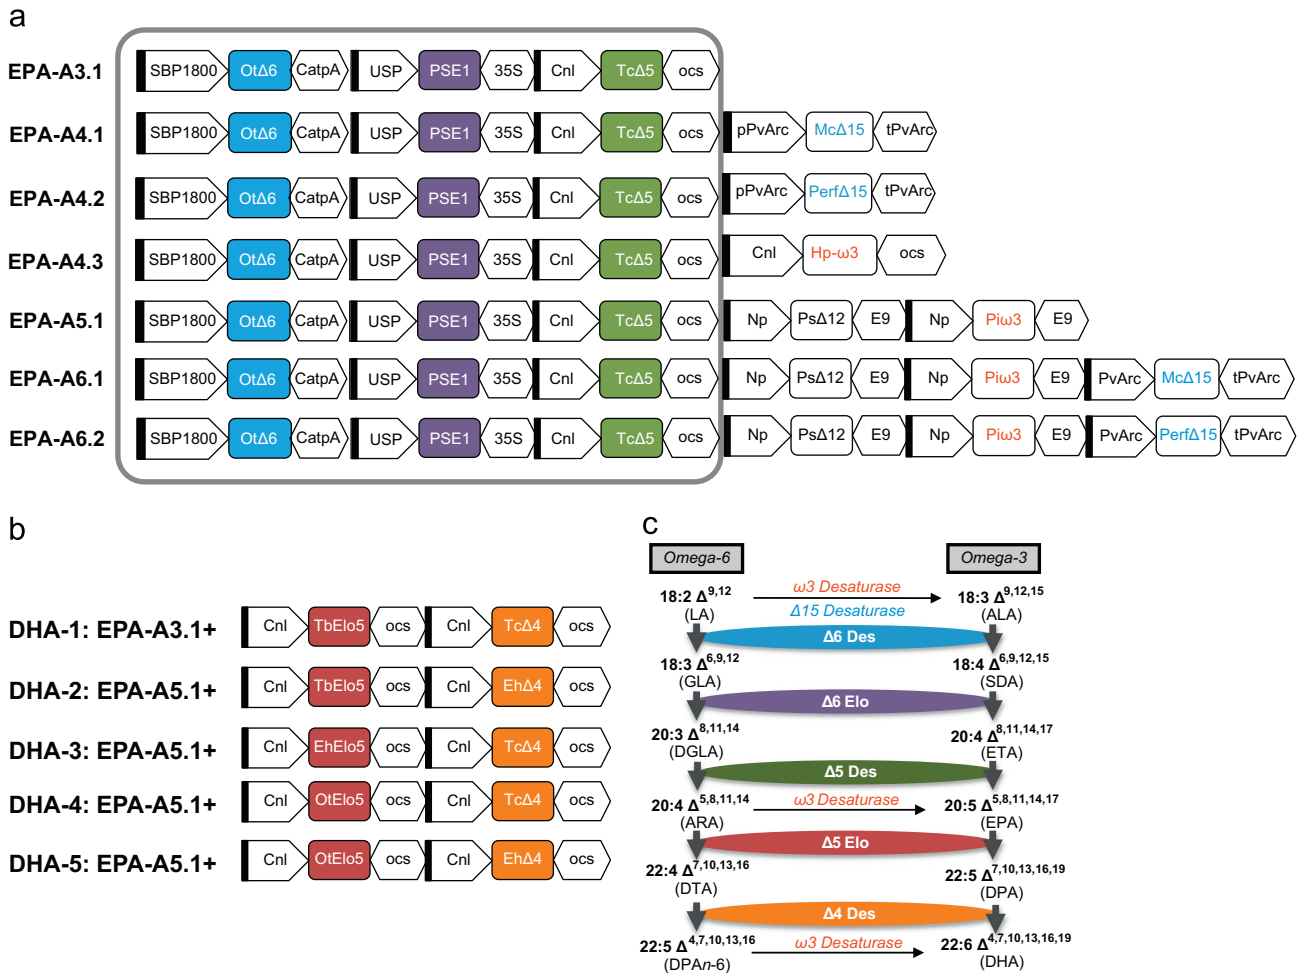 a
EPA-A3.1 SBP1800 OtΔ6 CatpA USP PSE1 35S Cnl TcΔ5 ocs
EPA-A4.1 SBP1800 OtΔ6 CatpA USP PSE1 35S Cnl TcΔ5 ocs pPvArc McΔ15 tPvArc
EPA-A4.2 SBP1800 OtΔ6 CatpA USP PSE1 35S Cnl TcΔ5 ocs pPvArc PerfΔ15 tPvArc
EPA-A4.3 SBP1800 OtΔ6 CatpA USP PSE1 35S Cnl TcΔ5 ocs Cnl Hp-ω3 ocs
EPA-A5.1 SBP1800 OtΔ6 CatpA USP PSE1 35S Cnl TcΔ5 ocs Np PsΔ12 E9 Np Piω3 E9
EPA-A6.1 SBP1800 OtΔ6 CatpA USP PSE1 35S Cnl TcΔ5 ocs Np PsΔ12 E9 Np Piω3 E9 PvArc McΔ15 tPvArc
EPA-A6.2 SBP1800 OtΔ6 CatpA USP PSE1 35S Cnl TcΔ5 ocs Np PsΔ12 E9 Np Piω3 E9 PvArc PerfΔ15 tPvArc
b
DHA-1: EPA-A3.1+ Cnl TbElo5 ocs Cnl TcΔ4 ocs
DHA-2: EPA-A5.1+ Cnl TbElo5 ocs Cnl EhΔ4 ocs
DHA-3: EPA-A5.1+ Cnl EhElo5 ocs Cnl TcΔ4 ocs
DHA-4: EPA-A5.1+ Cnl OtElo5 ocs Cnl TcΔ4 ocs
DHA-5: EPA-A5.1+ Cnl OtElo5 ocs Cnl EhΔ4 ocs
c
Omega-6 Omega-3
18:2 Δ9,12 ω3 Desaturase 18:3 Δ9,12,15
(LA) Δ15 Desaturase (ALA)
Δ6 Des
18:3 Δ6,9,12 18:4 Δ6,9,12,15
(GLA) (SDA)
Δ6 Elo
20:3 Δ8,11,14 20:4 Δ8,11,14,17
(DGLA) (ETA)
Δ5 Des
20:4 Δ5,8,11,14 ω3 Desaturase 20:5 Δ5,8,11,14,17
(ARA) (EPA)
Δ5 Elo
22:4 Δ7,10,13,16 22:5 Δ7,10,13,16,19
(DTA) (DPA)
Δ4 Des
22:5 Δ4,7,10,13,16 ω3 Desaturase 22:6 Δ4,7,10,13,16,19
(DPAn-6) (DHA)